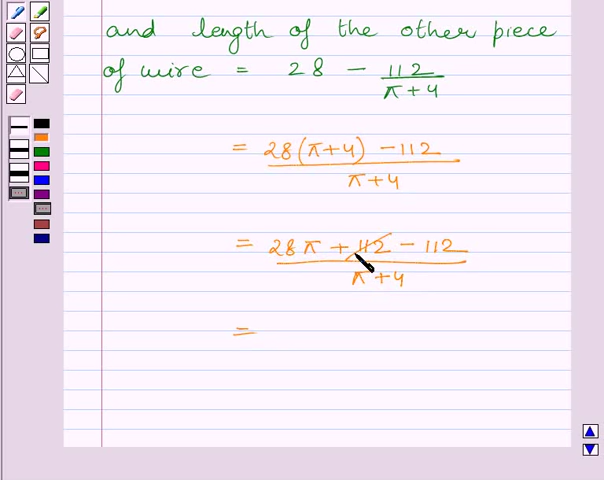 and length of the other piece
of wire = 28 - 112/(π+4)
= (28(π+4) - 112)/(π+4)
= (28π + 112 - 112)/(π+4)
=